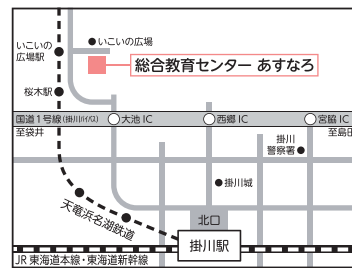 いこいの
広場駅
いこいの広場
総合教育センター あすなろ
桜木駅
国道1号線(掛川バイパス)
大池 IC
西郷 IC
宮脇 IC
至袋井
至島田
掛川
警察署
掛川城
天竜浜名湖鉄道
北口
掛川駅
JR 東海道本線・東海道新幹線